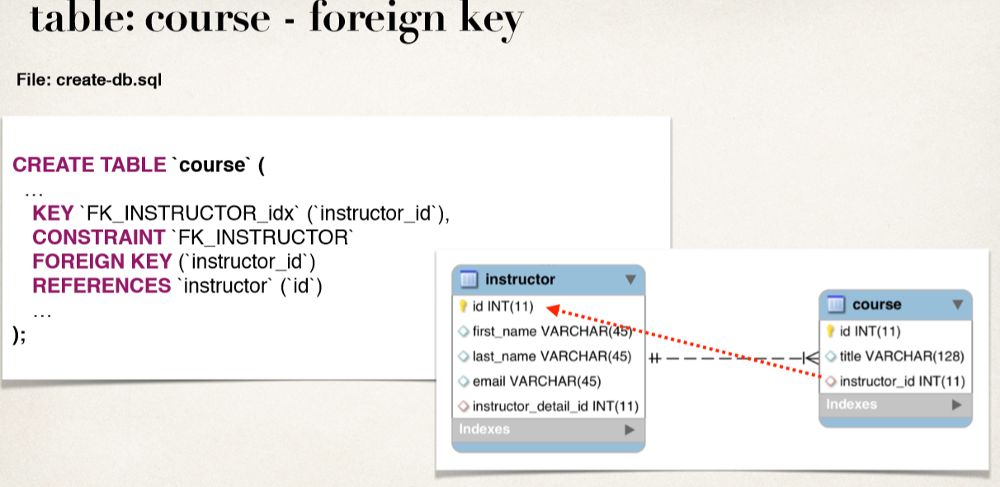 table: course - foreign key
File: create-db.sql
CREATE TABLE `course` (
...
KEY `FK_INSTRUCTOR_idx` (`instructor_id`),
CONSTRAINT `FK_INSTRUCTOR`
FOREIGN KEY (`instructor_id`)
REFERENCES `instructor` (`id`)
...
);
instructor
id INT(11)
first_name VARCHAR(45)
last_name VARCHAR(45)
email VARCHAR(45)
instructor_detail_id INT(11)
Indexes
course
id INT(11)
title VARCHAR(128)
instructor_id INT(11)
Indexes